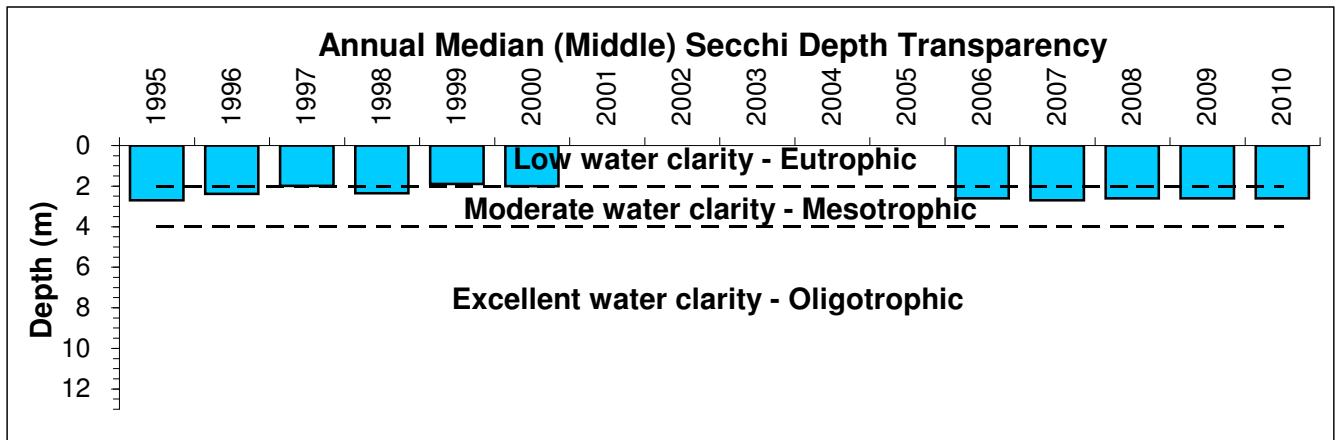 Annual Median (Middle) Secchi Depth Transparency
1995 1996 1997 1998 1999 2000 2001 2002 2003 2004 2005 2006 2007 2008 2009 2010
0
Low water clarity - Eutrophic
2
Moderate water clarity - Mesotrophic
4
6
Excellent water clarity - Oligotrophic
8
10
12
Depth (m)